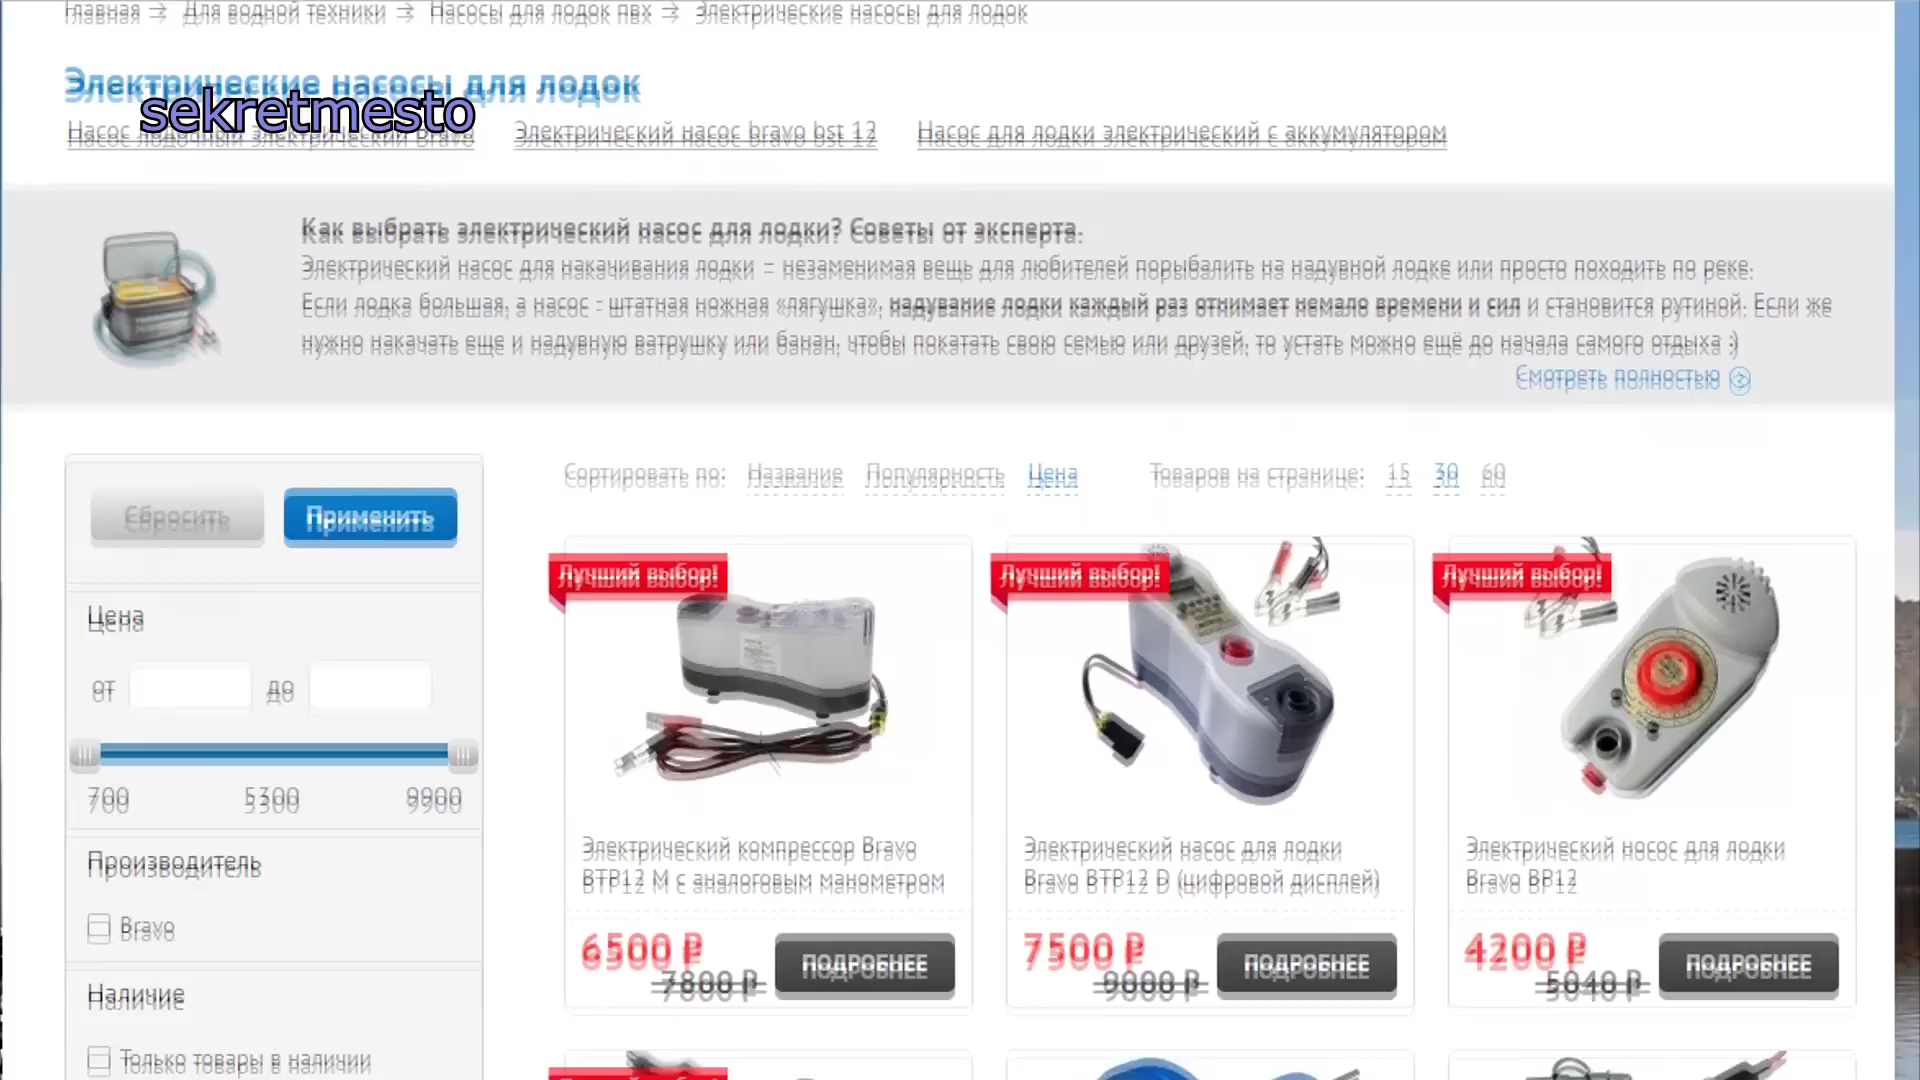 Главная → Для водной техники → Насосы для лодок пвх → Электрические насосы для лодок
Электрические насосы для лодок
sekretmesto
Насос лодочный электрический Bravo
Электрический насос bravo bst 12
Насос для лодки электрический с аккумулятором
Как выбрать электрический насос для лодки? Советы от эксперта.
Электрический насос для накачивания лодки – незаменимая вещь для любителей порыбалить на надувной лодке или просто походить по реке.
Если лодка большая, а насос - штатная ножная «лягушка», надувание лодки каждый раз отнимает немало времени и сил и становится рутиной. Если же
нужно накачать еще и надувную ватрушку или банан, чтобы покатать свою семью или друзей, то устать можно ещё до начала самого отдыха :)
Смотреть полностью
Сбросить
Применить
Цена
от
до
700
5300
9900
Производитель
Bravo
Наличие
Только товары в наличии
Сортировать по: Название Популярность Цена
Товаров на странице: 15 30 60
Лучший выбор!
Электрический компрессор Bravo
BTP12 M с аналоговым манометром
6500 ₽
7800 ₽
ПОДРОБНЕЕ
Лучший выбор!
Электрический насос для лодки
Bravo BTP12 D (цифровой дисплей)
7500 ₽
9000 ₽
ПОДРОБНЕЕ
Лучший выбор!
Электрический носос для лодки
Bravo BP12
4200 ₽
5040 ₽
ПОДРОБНЕЕ